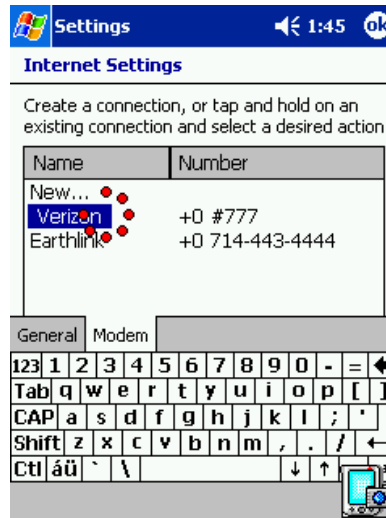 Settings 1:45 ok
Internet Settings
Create a connection, or tap and hold on an
existing connection and select a desired action
Name Number
New...
Verizon +0 #777
Earthlink +0 714-443-4444
General Modem
123 1 2 3 4 5 6 7 8 9 0 - =
Tab q w e r t y u i o p [ ]
CAP a s d f g h j k l ; '
Shift z x c v b n m , . /
Ctl áü ` \